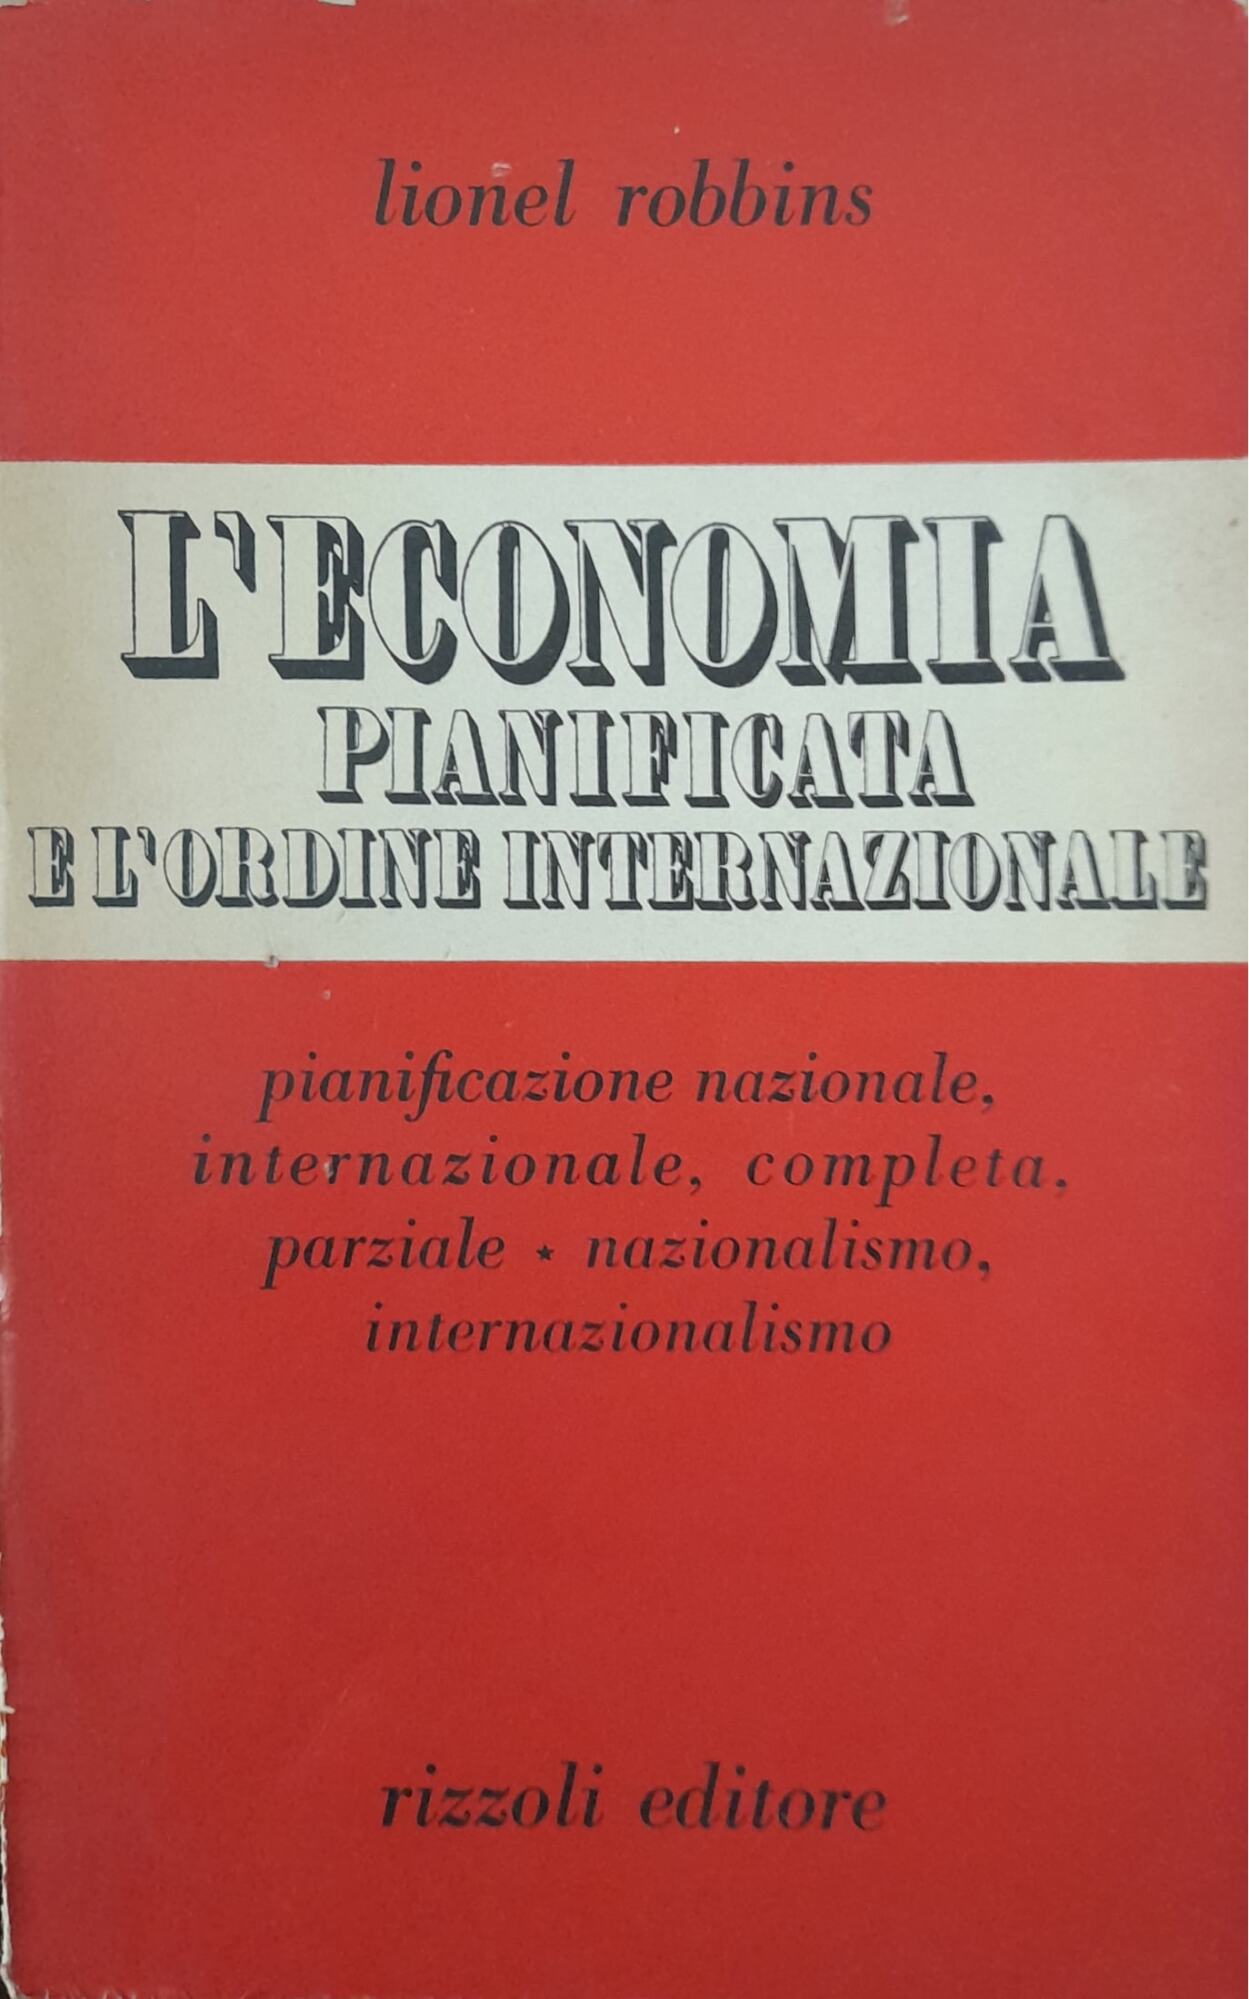 lionel robbins
L'ECONOMIA
PIANIFICATA
E L'ORDINE INTERNAZIONALE
pianificazione nazionale,
internazionale, completa,
parziale ★ nazionalismo,
internazionalismo
rizzoli editore